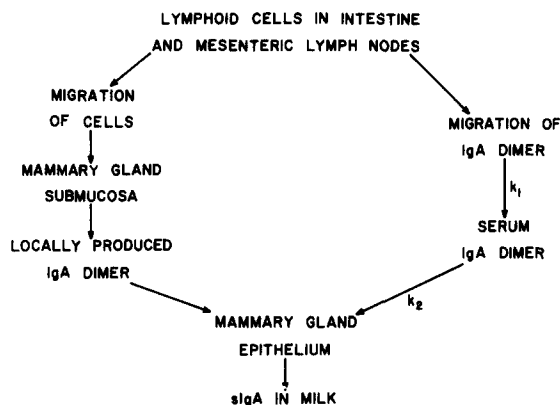 LYMPHOID CELLS IN INTESTINE
AND MESENTERIC LYMPH NODES
MIGRATION
OF CELLS
MAMMARY GLAND
SUBMUCOSA
LOCALLY PRODUCED
IgA DIMER
MIGRATION OF
IgA DIMER
k₁
SERUM
IgA DIMER
k₂
MAMMARY GLAND
EPITHELIUM
sIgA IN MILK